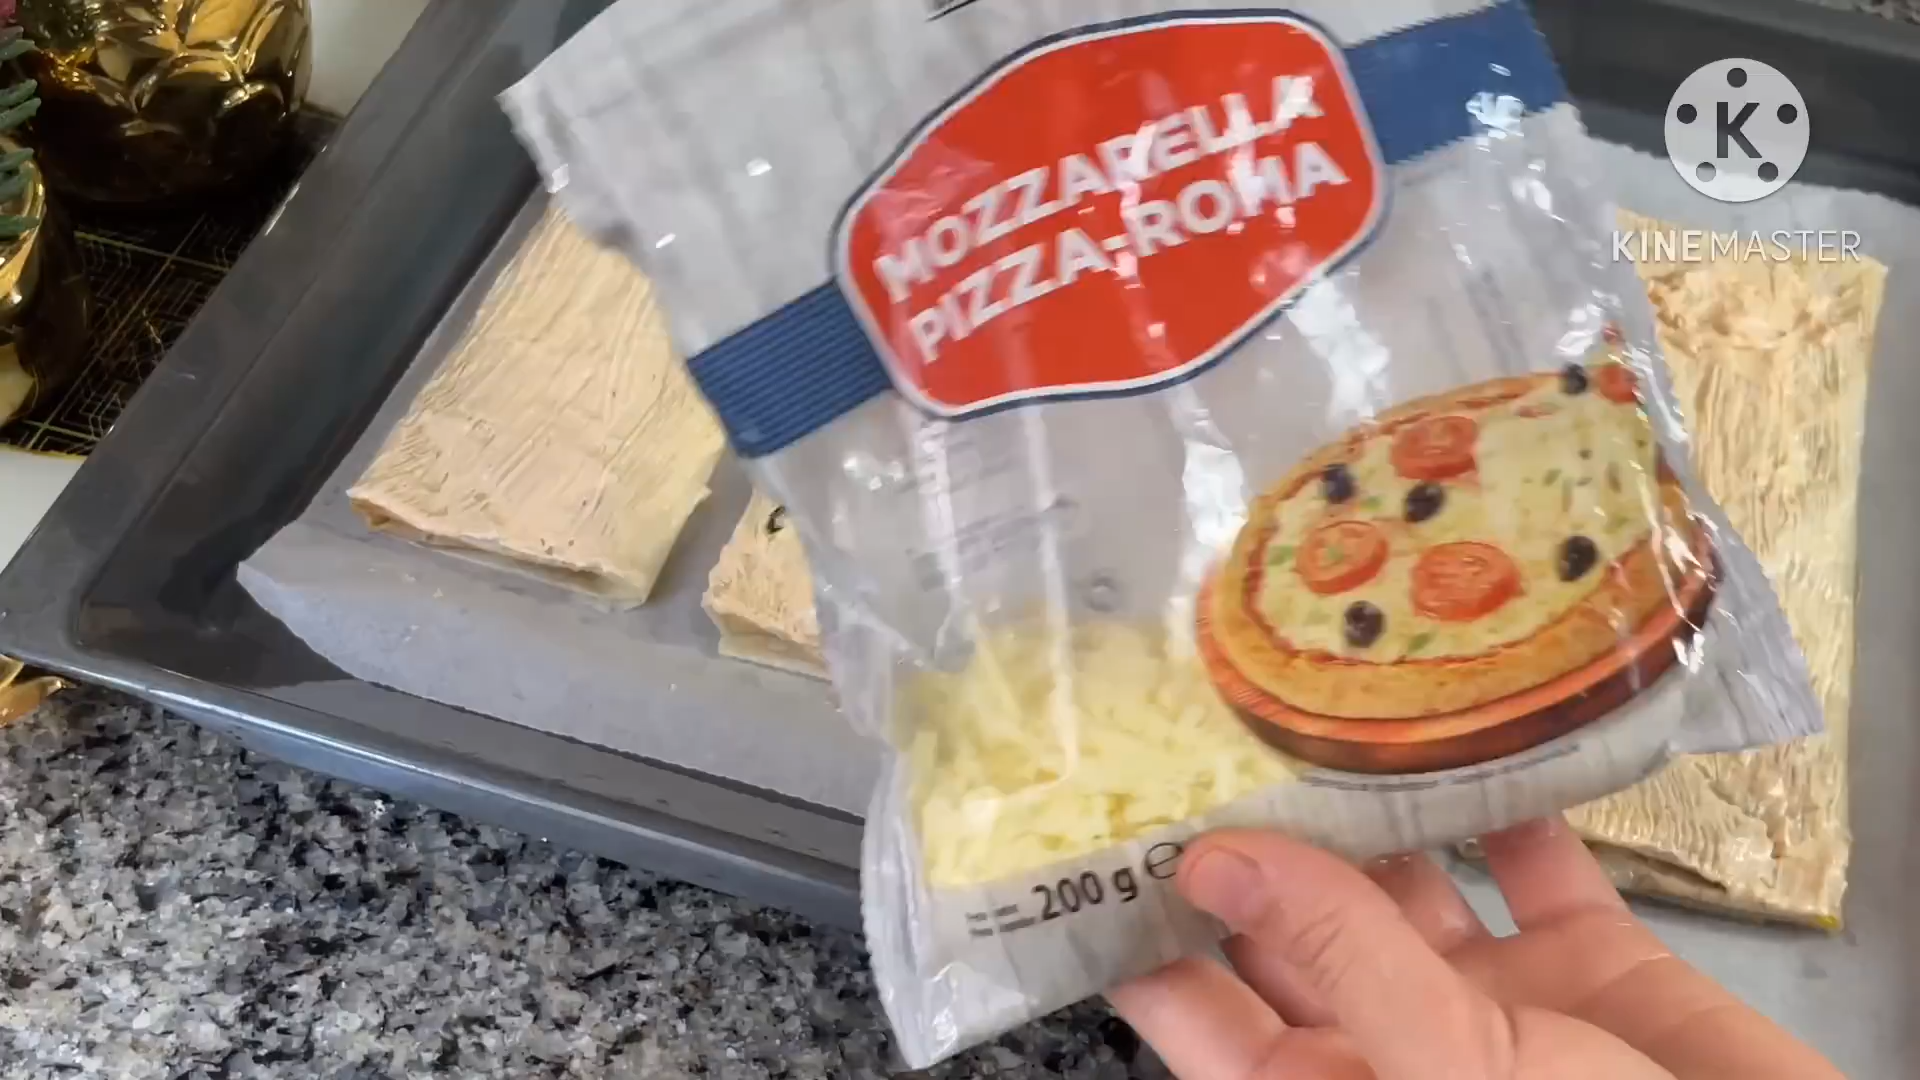 MOZZARELLA
PIZZA-ROMA
200 g ℮
K
KINEMASTER